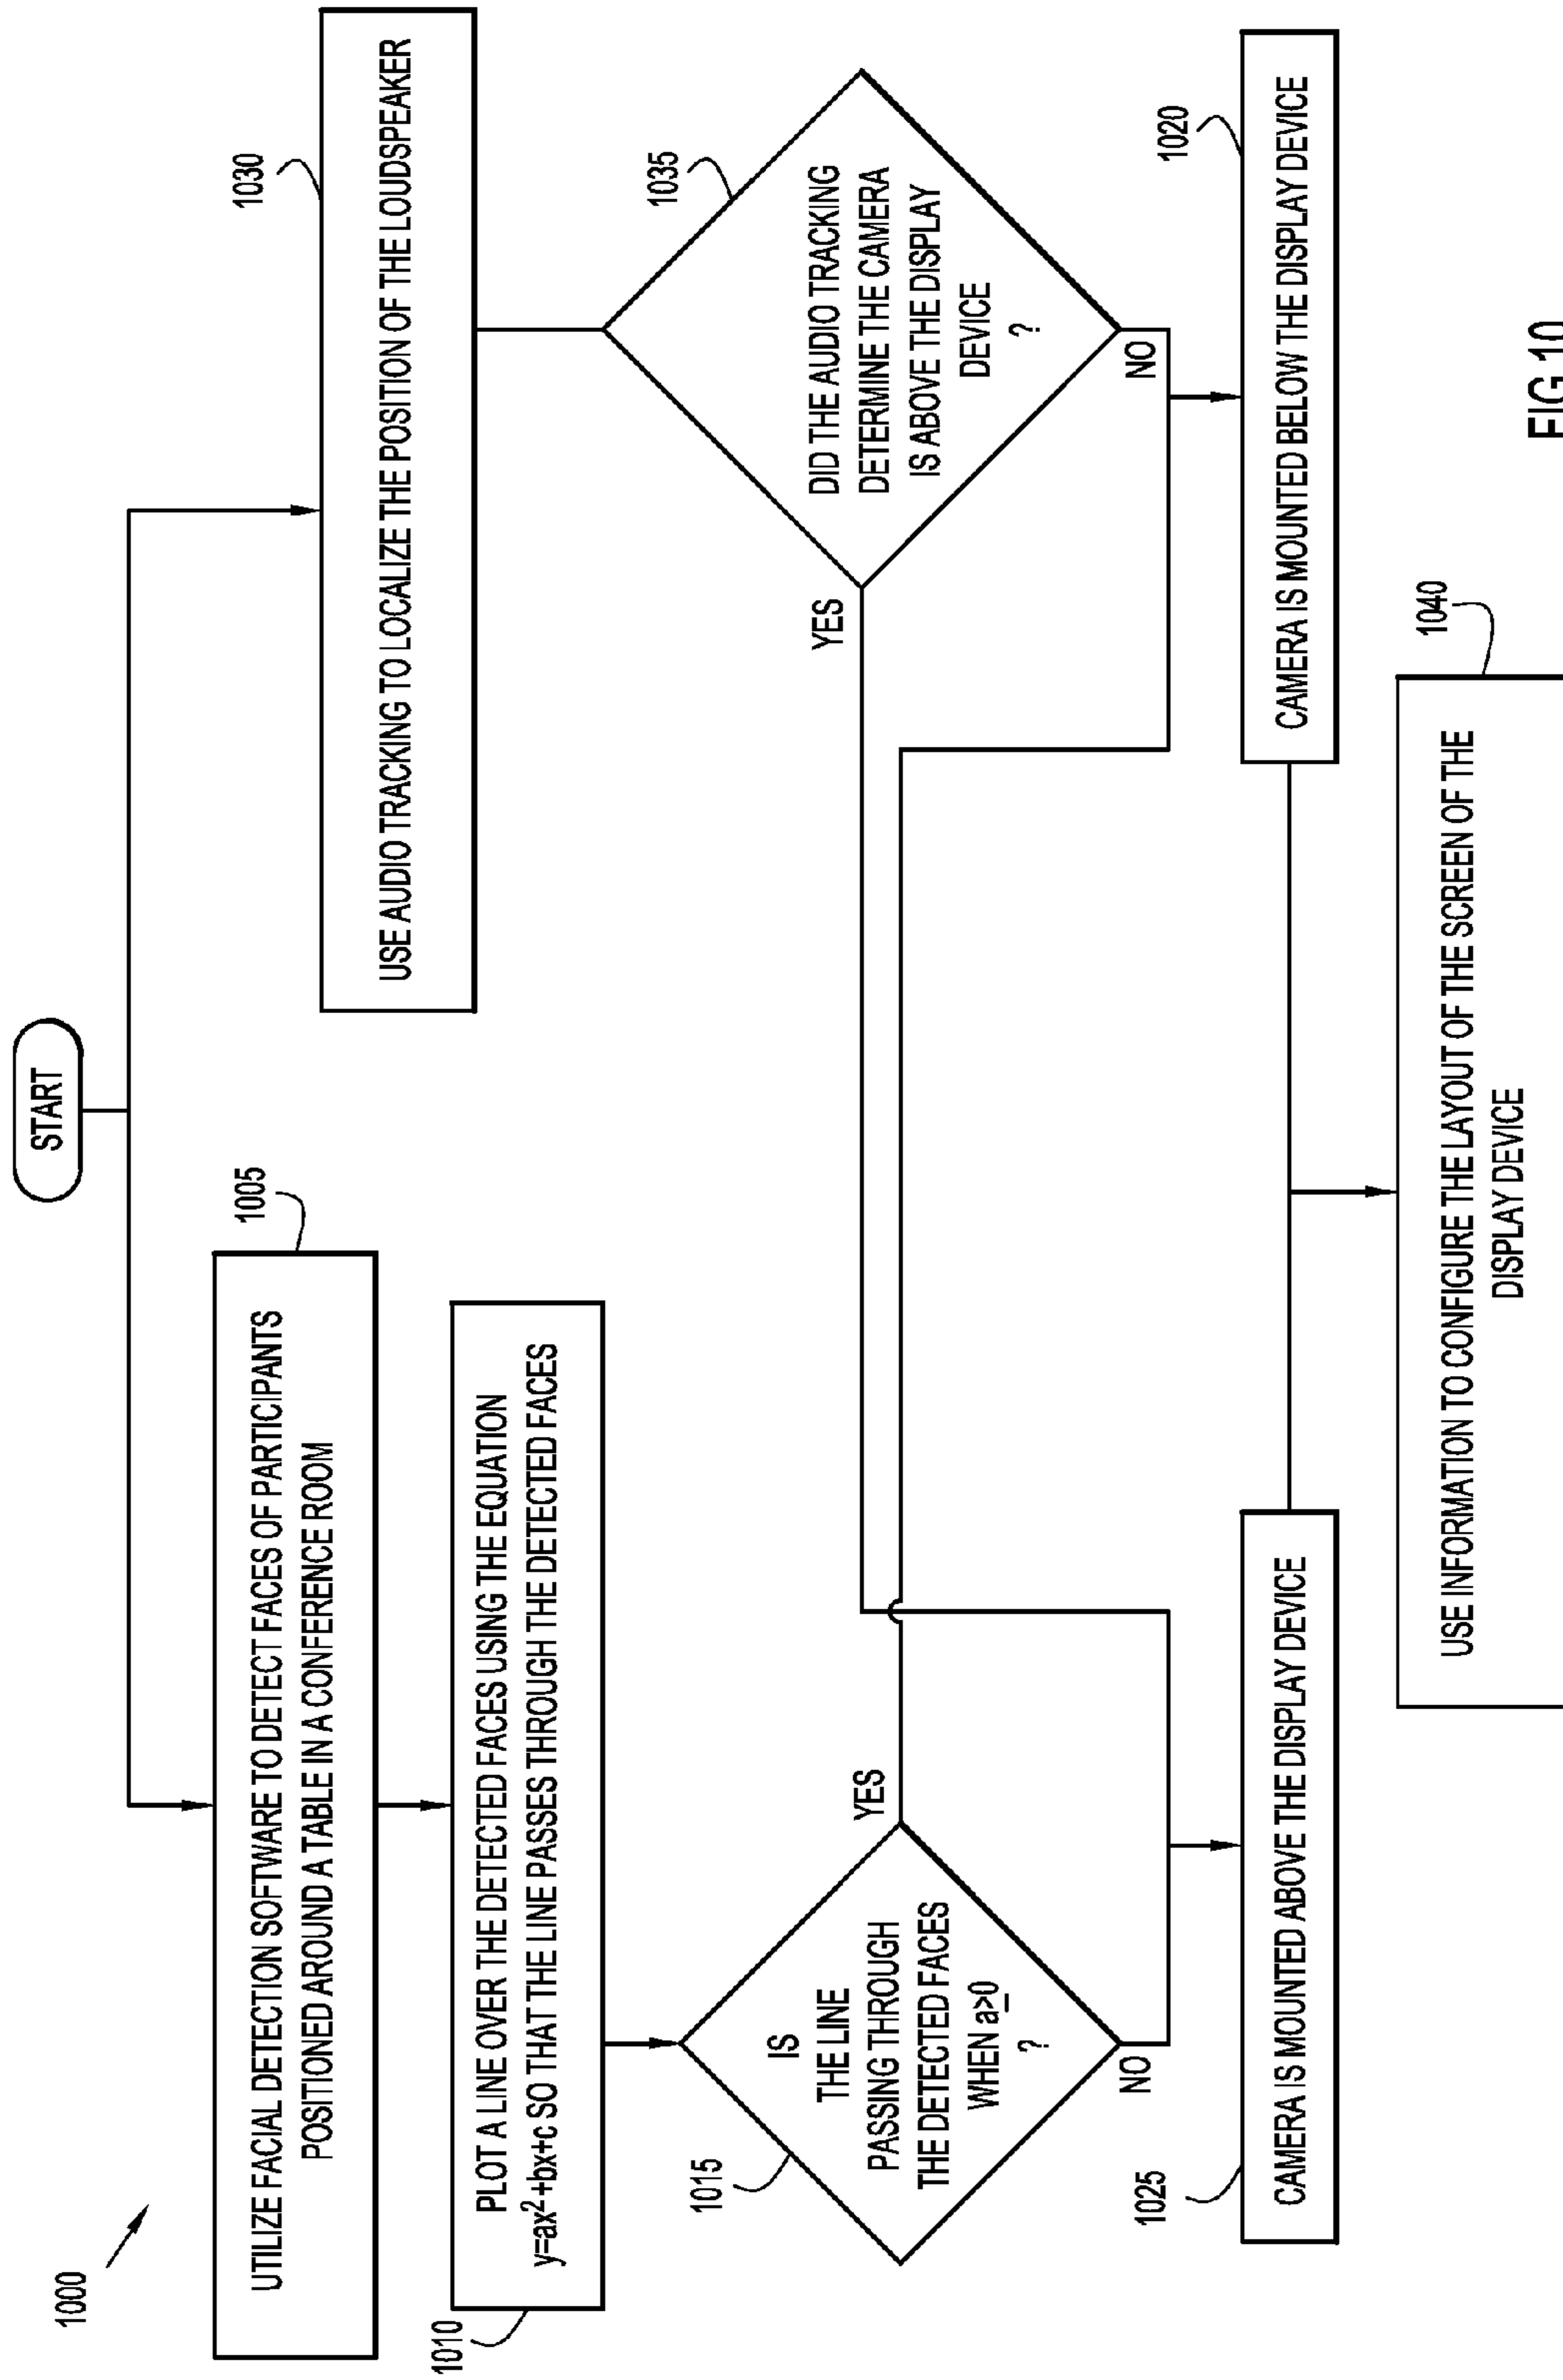 1000
START
1005
UTILIZE FACIAL DETECTION SOFTWARE TO DETECT FACES OF PARTICIPANTS
POSITIONED AROUND A TABLE IN A CONFERENCE ROOM
1010
PLOT A LINE OVER THE DETECTED FACES USING THE EQUATION
y=ax²+bx+c SO THAT THE LINE PASSES THROUGH THE DETECTED FACES
1015
IS
THE LINE
PASSING THROUGH
THE DETECTED FACES
WHEN a≥0
?
YES
NO
1030
USE AUDIO TRACKING TO LOCALIZE THE POSITION OF THE LOUDSPEAKER
1035
DID THE AUDIO TRACKING
DETERMINE THE CAMERA
IS ABOVE THE DISPLAY
DEVICE
?
YES
NO
1025
CAMERA IS MOUNTED ABOVE THE DISPLAY DEVICE
1020
CAMERA IS MOUNTED BELOW THE DISPLAY DEVICE
1040
USE INFORMATION TO CONFIGURE THE LAYOUT OF THE SCREEN OF THE
DISPLAY DEVICE
FIG.10